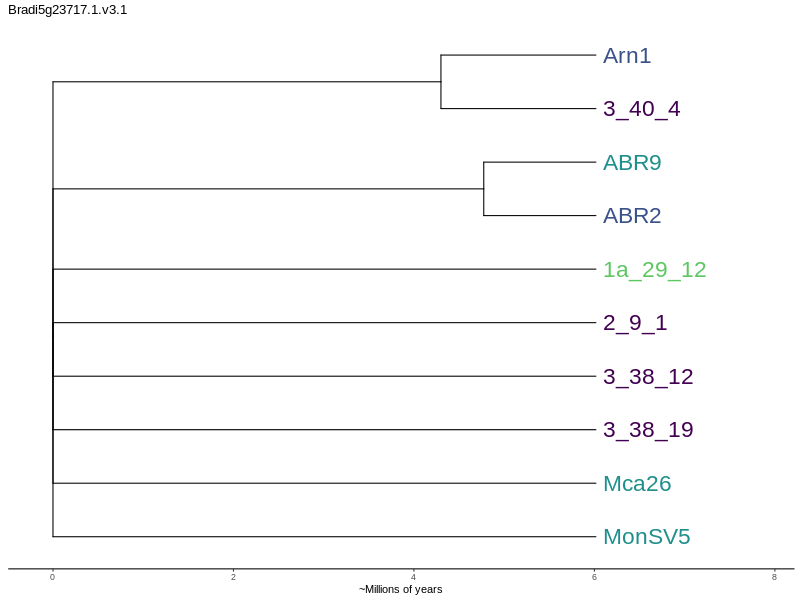 Bradi5g23717.1.v3.1
Arn1
3_40_4
ABR9
ABR2
1a_29_12
2_9_1
3_38_12
3_38_19
Mca26
MonSV5
0 2 4 6 8
~Millions of years